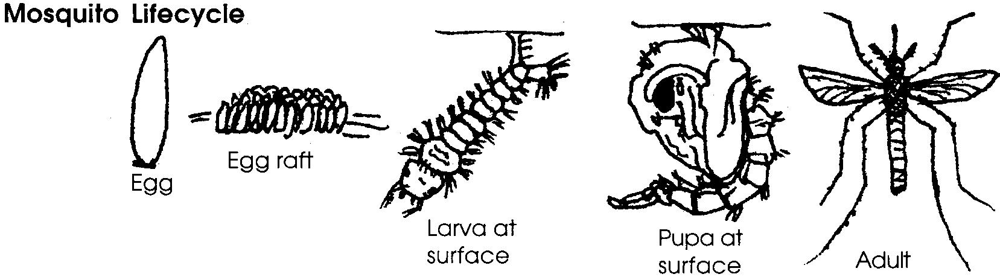 Mosquito Lifecycle
Egg
Egg raft
Larva at
surface
Pupa at
surface
Adult